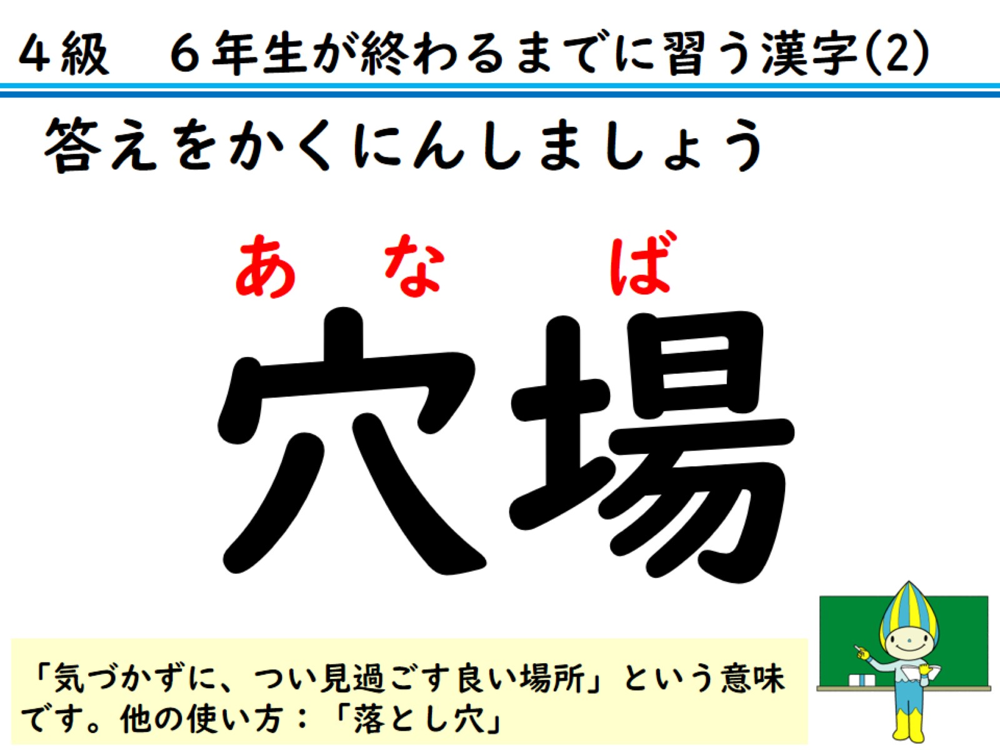 ４級　６年生が終わるまでに習う漢字(2)
答えをかくにんしましょう
あなば
穴場
「気づかずに、つい見過ごす良い場所」という意味
です。他の使い方：「落とし穴」